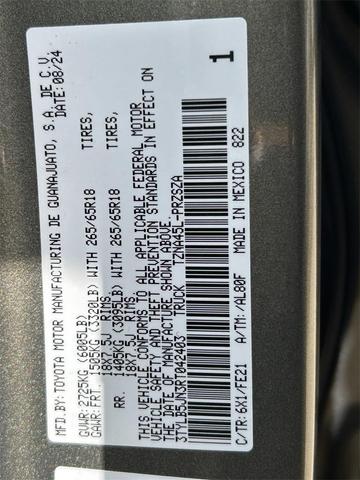 MFD.BY:TOYOTA MOTOR MANUFACTURING DE GUANAJUATO, S.A. DE C.V.
DATE:08/24
GVWR:2725KG(6005LB)
GAWR:FRT. 1505KG(3320LB)WITH 265/65R18 TIRES,
18X7.5J RIMS,
RR. 1405KG(3095LB)WITH 265/65R18 TIRES,
18X7.5J RIMS.
THIS VEHICLE CONFORMS TO ALL APPLICABLE FEDERAL MOTOR
VEHICLE SAFETY AND THEFT PREVENTION STANDARDS IN EFFECT ON
THE DATE OF MANUFACTURE SHOWN ABOVE.
3TYLB5JN3RT042403 TRUCK TZNA45L-PRZSZA
1
C/TR:6X1/FE21
A/TM:/AL80F
MADE IN MEXICO 822